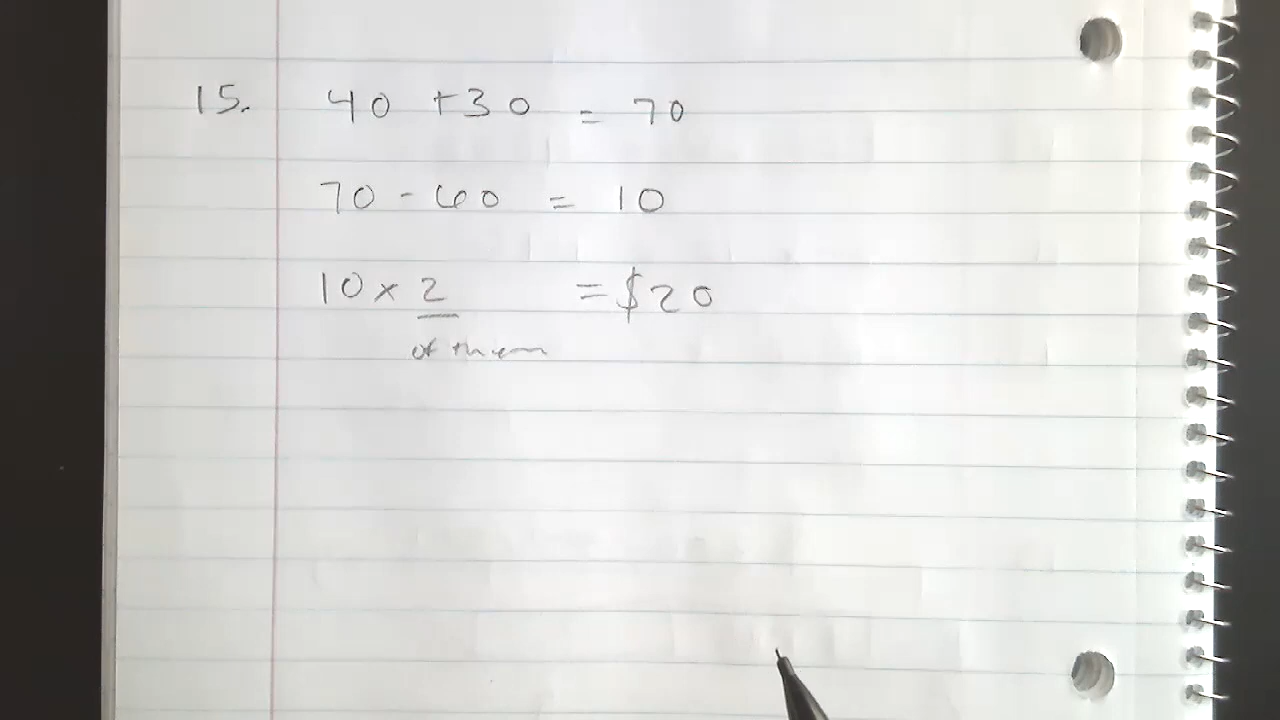 15. 40 + 30 = 70
70 - 60 = 10
10 x 2 = $20
of them